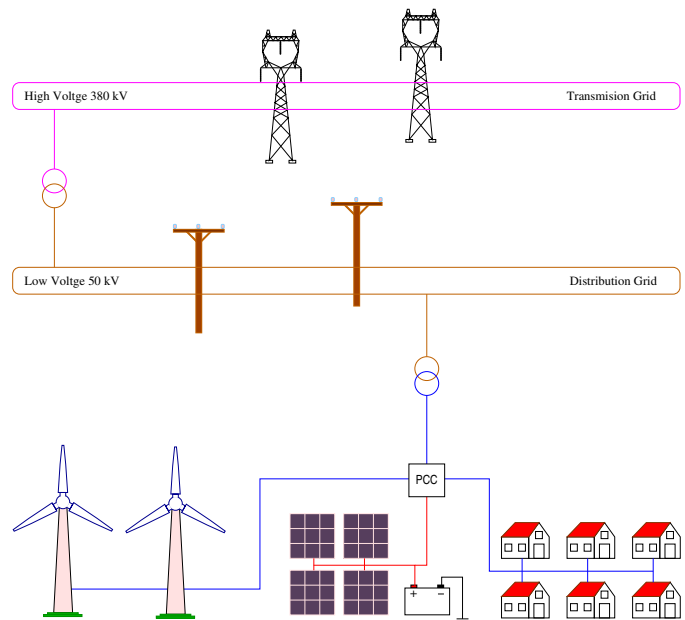 High Voltge 380 kV
Transmision Grid
Low Voltge 50 kV
Distribution Grid
PCC
+ −